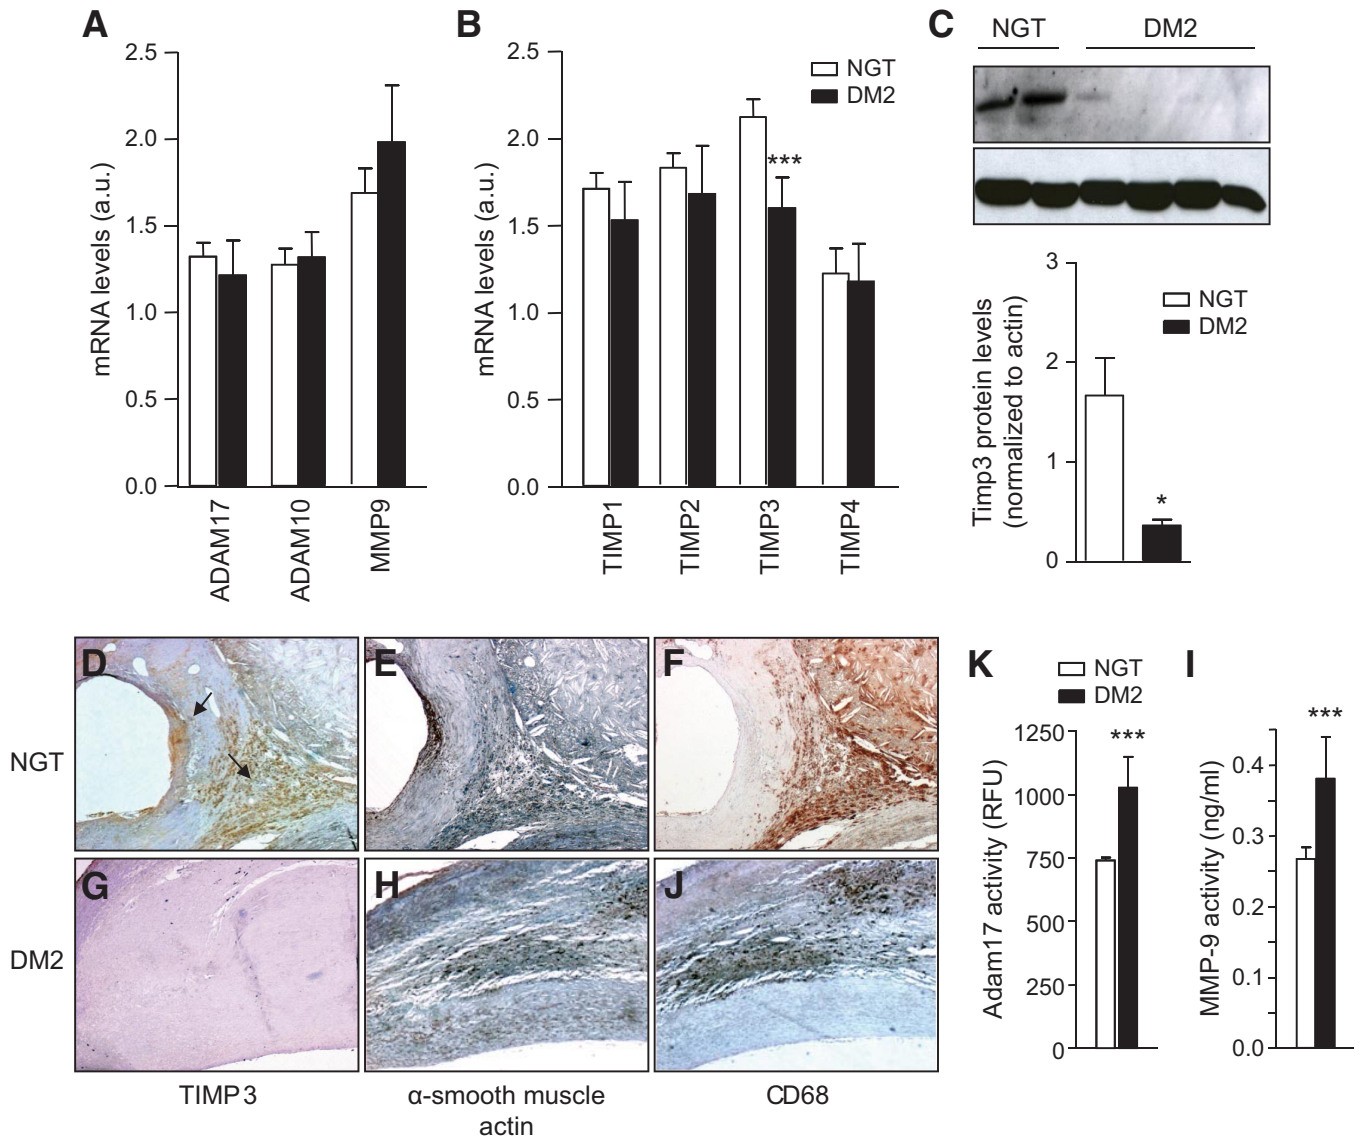 A
2.5
2.0
1.5
1.0
0.5
0.0
mRNA levels (a.u.)
ADAM17
ADAM10
MMP9
B
2.5
2.0
1.5
1.0
0.5
0.0
mRNA levels (a.u.)
NGT
DM2
***
TIMP1
TIMP2
TIMP3
TIMP4
C
NGT
DM2
3
2
1
0
Timp3 protein levels
(normalized to actin)
NGT
DM2
*
NGT
D
E
F
DM2
G
H
J
TIMP3
α-smooth muscle
actin
CD68
K
NGT
DM2
1250
1000
750
500
250
0
Adam17 activity (RFU)
***
I
0.4
0.3
0.2
0.1
0.0
MMP-9 activity (ng/ml)
***